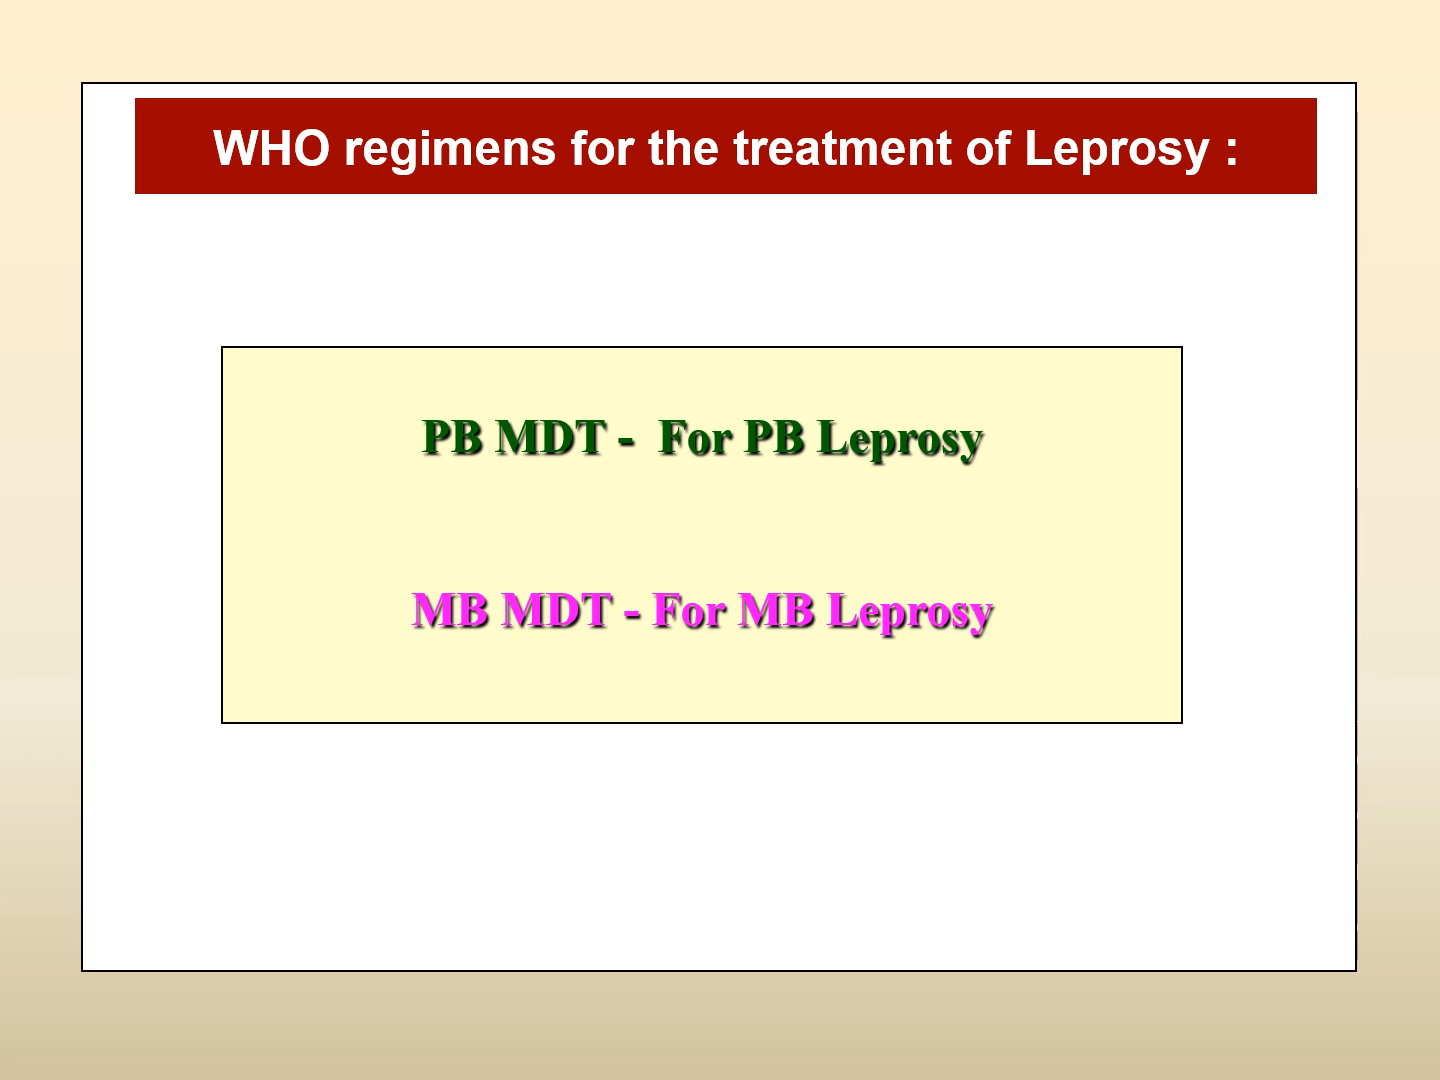 WHO regimens for the treatment of Leprosy :
PB MDT -  For PB Leprosy
MB MDT - For MB Leprosy